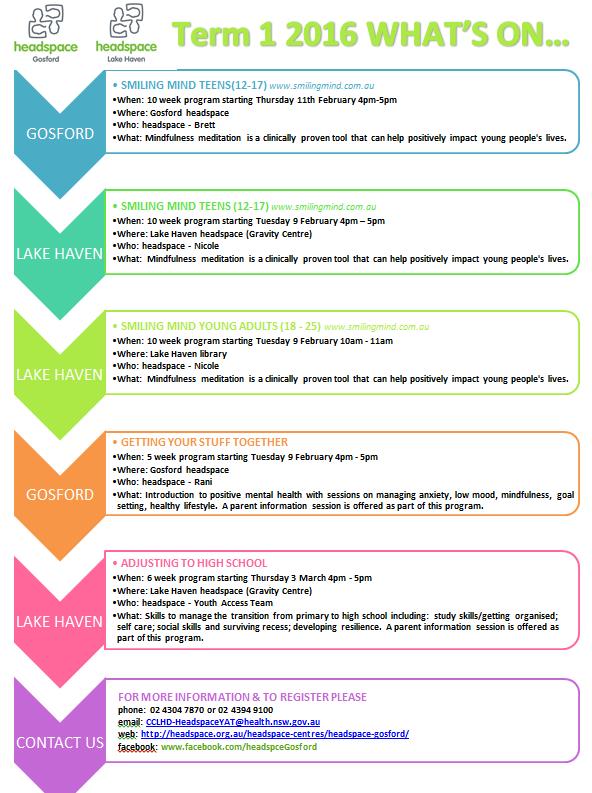 headspace
Gosford
headspace
Lake Haven
Term 1 2016 WHAT'S ON...
GOSFORD
• SMILING MIND TEENS(12-17) www.smilingmind.com.au
•When: 10 week program starting Thursday 11th February 4pm-5pm
•Where: Gosford headspace
•Who: headspace - Brett
•What: Mindfulness meditation is a clinically proven tool that can help positively impact young people's lives.
LAKE HAVEN
• SMILING MIND TEENS (12-17) www.smilingmind.com.au
•When: 10 week program starting Tuesday 9 February 4pm – 5pm
•Where: Lake Haven headspace (Gravity Centre)
•Who: headspace - Nicole
•What: Mindfulness meditation is a clinically proven tool that can help positively impact young people's lives.
LAKE HAVEN
• SMILING MIND YOUNG ADULTS (18 - 25) www.smilingmind.com.au
•When: 10 week program starting Tuesday 9 February 10am - 11am
•Where: Lake Haven library
•Who: headspace - Nicole
•What: Mindfulness meditation is a clinically proven tool that can help positively impact young people's lives.
GOSFORD
• GETTING YOUR STUFF TOGETHER
•When: 5 week program starting Tuesday 9 February 4pm - 5pm
•Where: Gosford headspace
•Who: headspace - Rani
•What: Introduction to positive mental health with sessions on managing anxiety, low mood, mindfulness, goal
setting, healthy lifestyle. A parent information session is offered as part of this program.
LAKE HAVEN
• ADJUSTING TO HIGH SCHOOL
•When: 6 week program starting Thursday 3 March 4pm - 5pm
•Where: Lake Haven headspace (Gravity Centre)
•Who: headspace - Youth Access Team
•What: Skills to manage the transition from primary to high school including: study skills/getting organised;
self care; social skills and surviving recess; developing resilience. A parent information session is offered as
part of this program.
CONTACT US
FOR MORE INFORMATION & TO REGISTER PLEASE
phone: 02 4304 7870 or 02 4394 9100
email: CCLHD-HeadspaceYAT@health.nsw.gov.au
web: http://headspace.org.au/headspace-centres/headspace-gosford/
facebook: www.facebook.com/headspceGosford